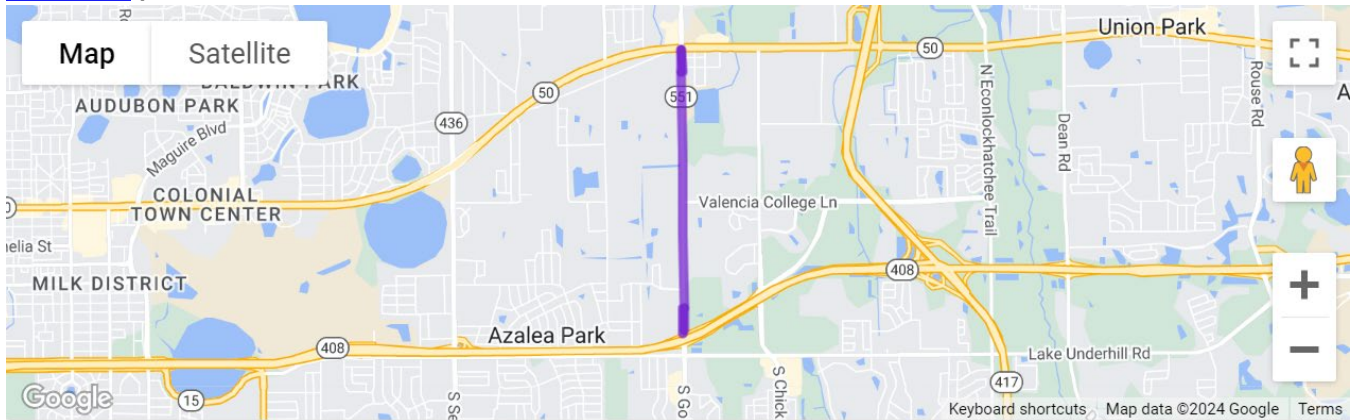 Map
Satellite
BALDWIN PARK
AUDUBON PARK
Maguire Blvd
436
50
551
50
Union Park
N Econlockhatchee Trail
Dean Rd
Rouse Rd
COLONIAL
TOWN CENTER
Valencia College Ln
MILK DISTRICT
Azalea Park
408
408
15
S Go
S Chick
417
Lake Underhill Rd
Google
Keyboard shortcuts
Map data ©2024 Google
Terms